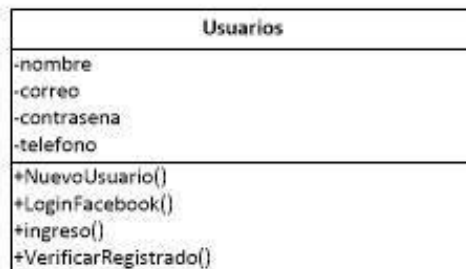 Usuarios
-nombre
-correo
-contrasena
-telefono
+NuevoUsuario()
+LoginFacebook()
+ingreso()
+VerificarRegistrado()